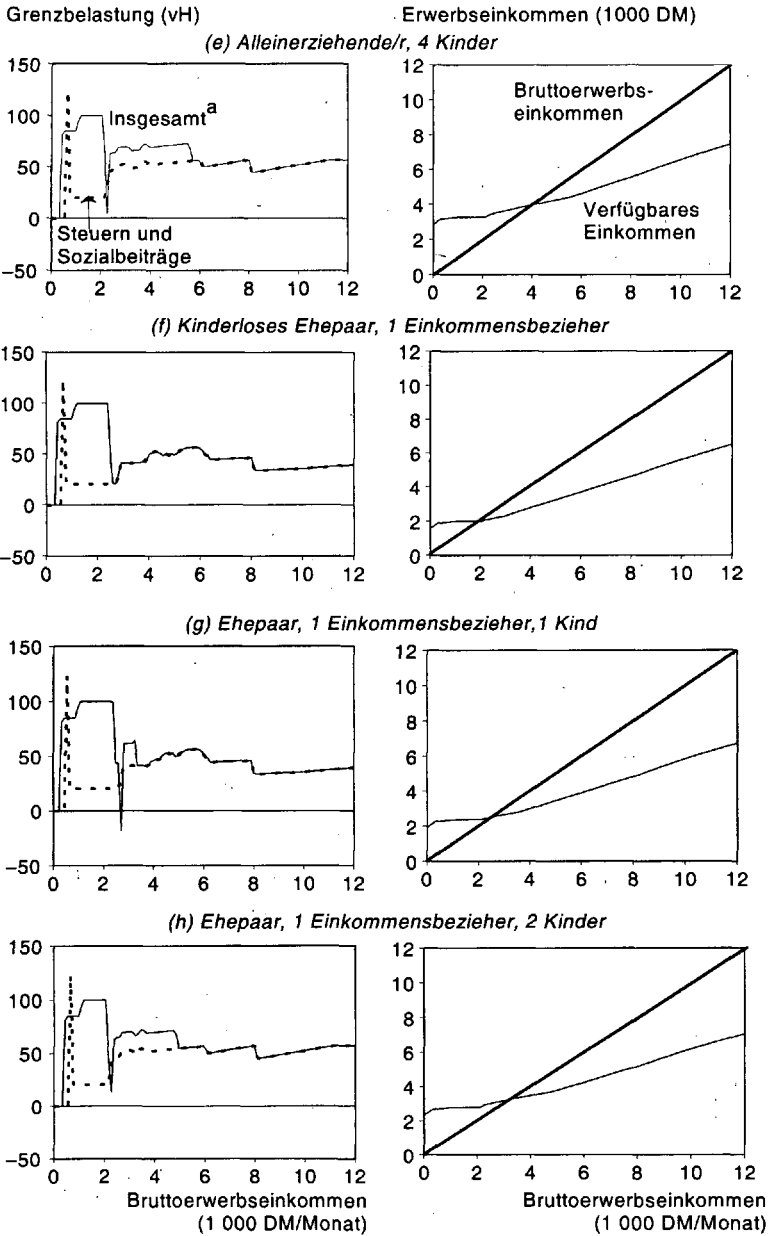 Grenzbelastung (vH) Erwerbseinkommen (1000 DM)
(e) Alleinerziehende/r, 4 Kinder
150
100
50
0
−50
0 2 4 6 8 10 12
Insgesamt a
Steuern und
Sozialbeiträge
12
10
8
6
4
2
0
0 2 4 6 8 10 12
Bruttoerwerbs-
einkommen
Verfügbares
Einkommen
(f) Kinderloses Ehepaar, 1 Einkommensbezieher
150
100
50
0
−50
0 2 4 6 8 10 12
12
10
8
6
4
2
0
0 2 4 6 8 10 12
(g) Ehepaar, 1 Einkommensbezieher,1 Kind
150
100
50
0
−50
0 2 4 6 8 10 12
12
10
8
6
4
2
0
0 2 4 6 8 10 12
(h) Ehepaar, 1 Einkommensbezieher, 2 Kinder
150
100
50
0
−50
0 2 4 6 8 10 12
Bruttoerwerbseinkommen
(1 000 DM/Monat)
12
10
8
6
4
2
0
0 2 4 6 8 10 12
Bruttoerwerbseinkommen
(1 000 DM/Monat)